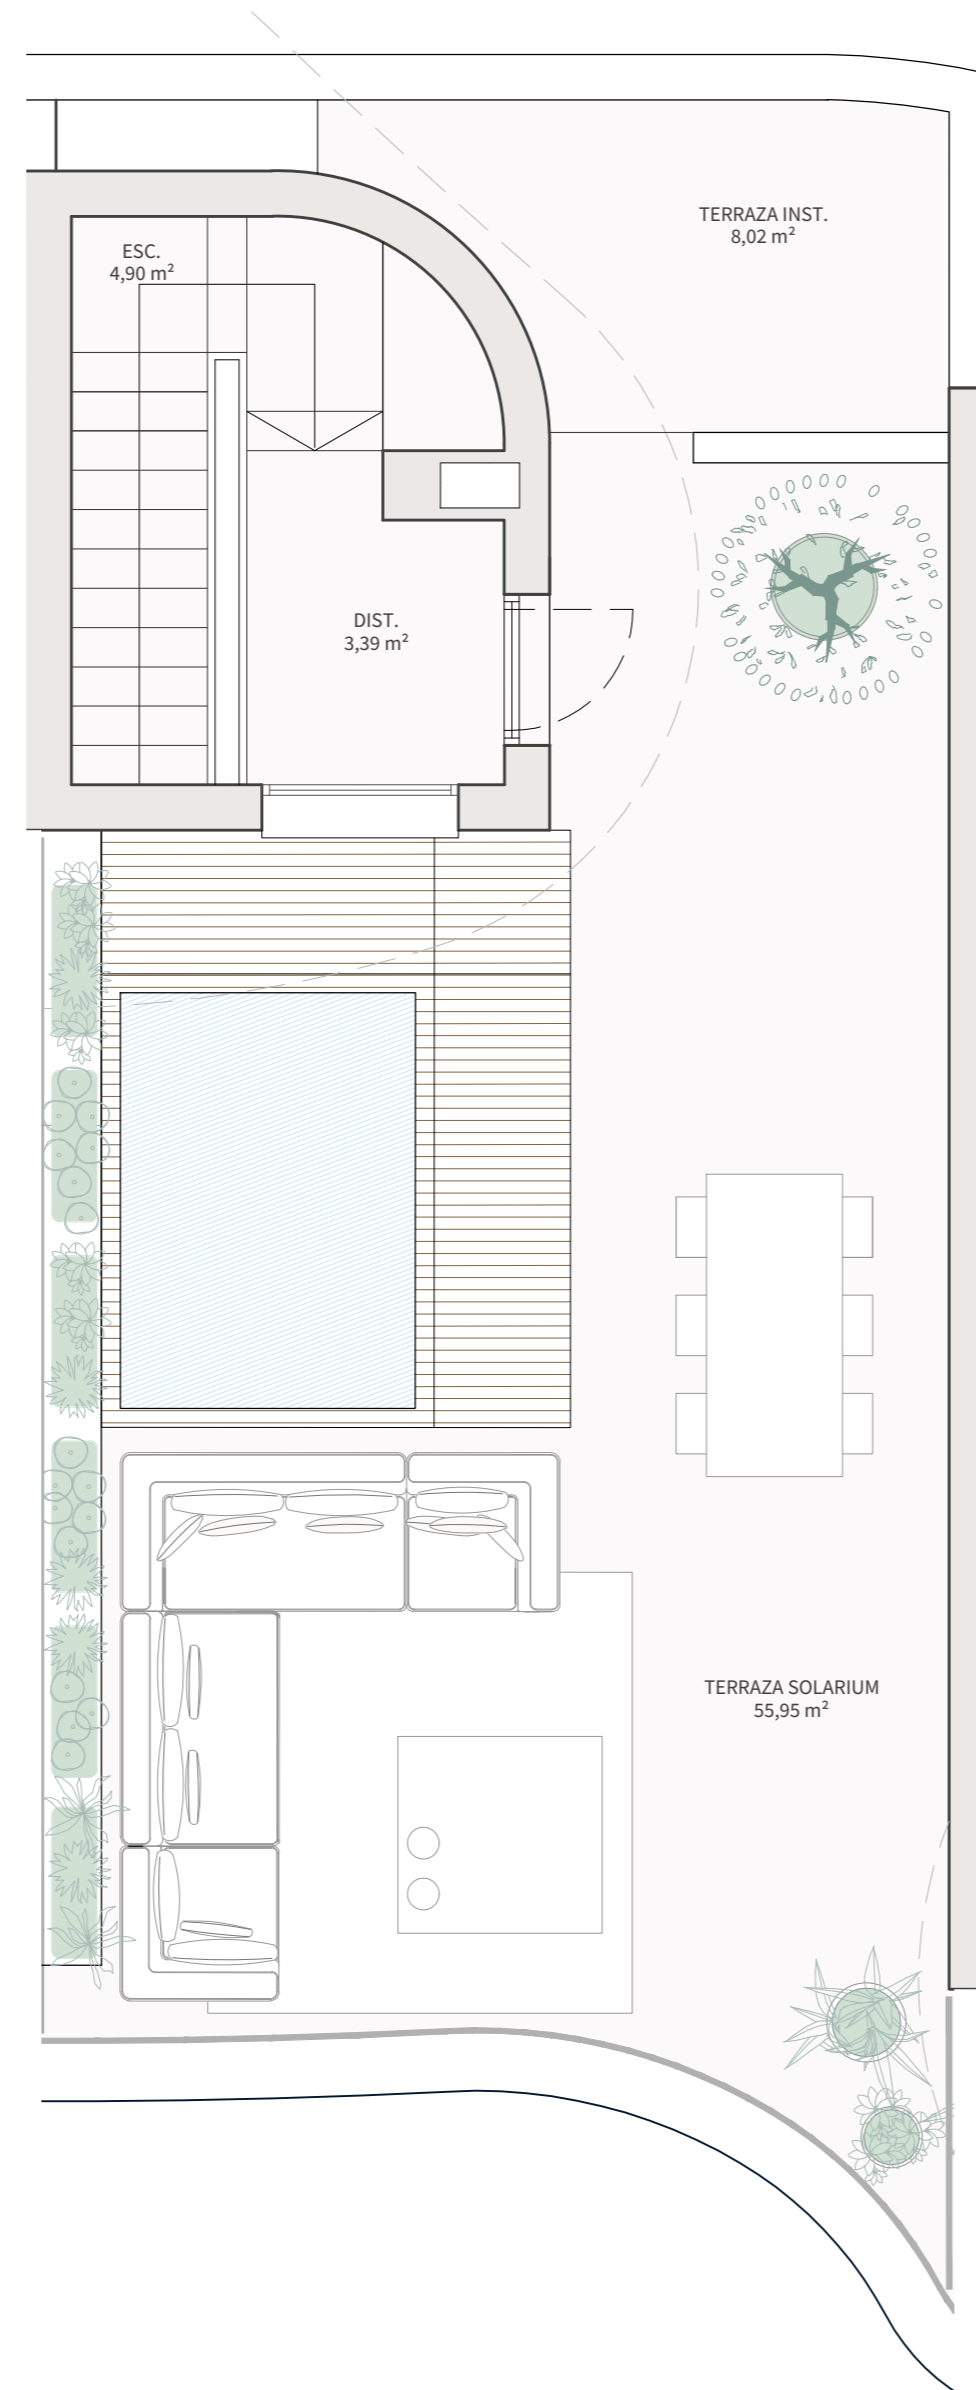 TERRAZA INST.
8,02 m²
ESC.
4,90 m²
DIST.
3,39 m²
TERRAZA SOLARIUM
55,95 m²